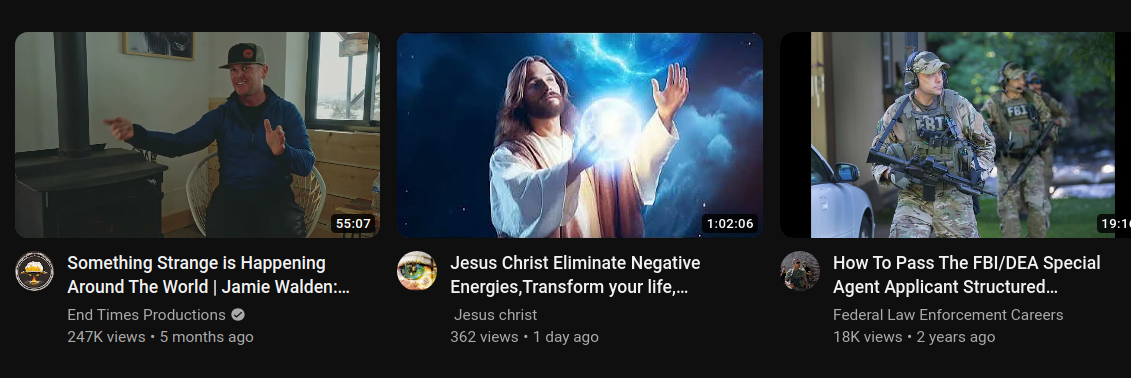 55:07
Something Strange is Happening
Around The World | Jamie Walden:...
End Times Productions
247K views • 5 months ago
1:02:06
Jesus Christ Eliminate Negative
Energies,Transform your life,...
Jesus christ
362 views • 1 day ago
FBI
FBI
19:16
How To Pass The FBI/DEA Special
Agent Applicant Structured...
Federal Law Enforcement Careers
18K views • 2 years ago